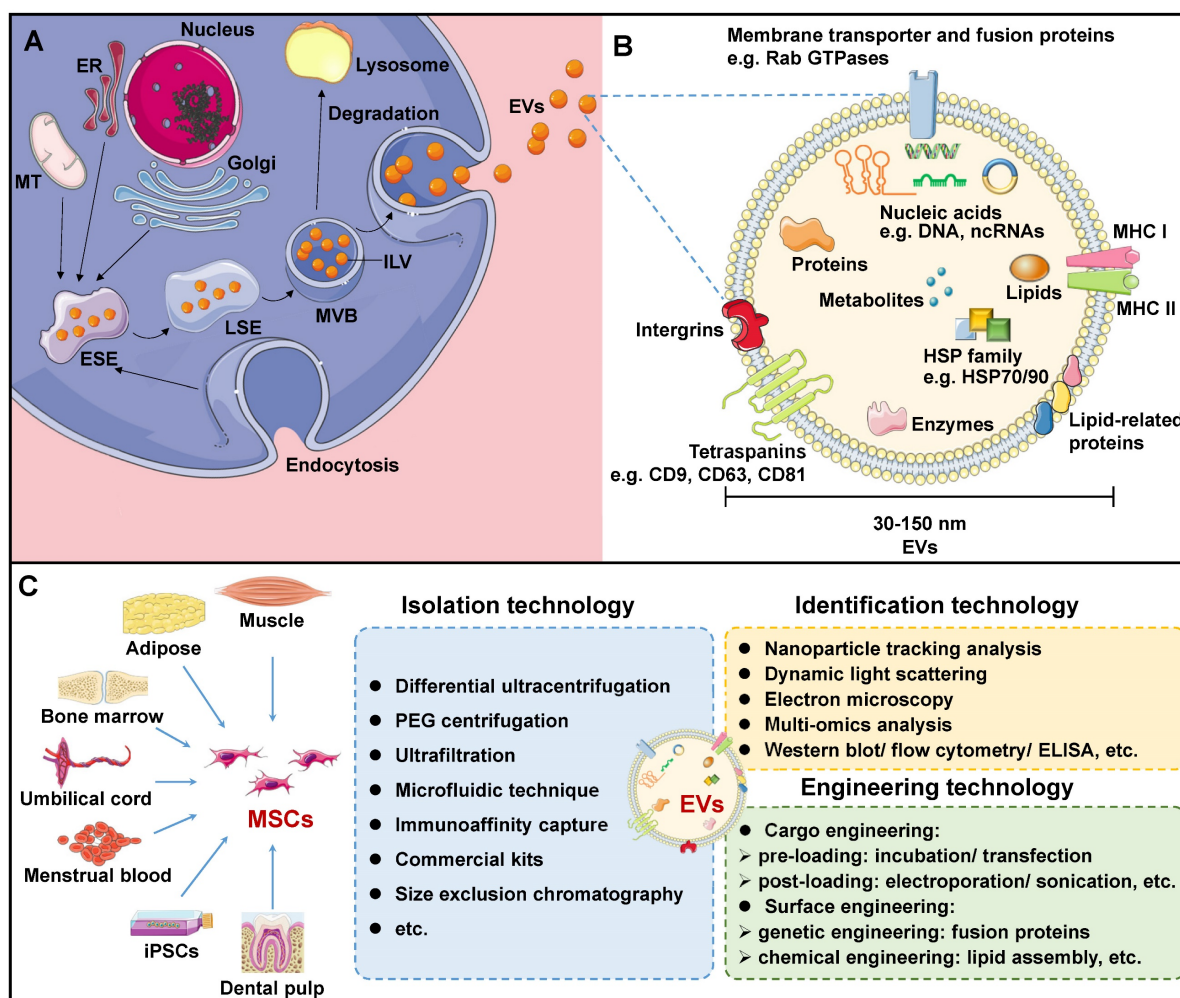 A
Nucleus
ER
Lysosome
Degradation
EVs
MT
Golgi
ILV
MVB
LSE
ESE
Endocytosis
B
Membrane transporter and fusion proteins
e.g. Rab GTPases
Nucleic acids
e.g. DNA, ncRNAs
MHC I
Proteins
Metabolites
Lipids
MHC II
Intergrins
HSP family
e.g. HSP70/90
Enzymes
Lipid-related
proteins
Tetraspanins
e.g. CD9, CD63, CD81
30-150 nm
EVs
C
Muscle
Adipose
Bone marrow
Umbilical cord
MSCs
Menstrual blood
iPSCs
Dental pulp
Isolation technology
● Differential ultracentrifugation
● PEG centrifugation
● Ultrafiltration
● Microfluidic technique
● Immunoaffinity capture
● Commercial kits
● Size exclusion chromatography
● etc.
EVs
Identification technology
● Nanoparticle tracking analysis
● Dynamic light scattering
● Electron microscopy
● Multi-omics analysis
● Western blot/ flow cytometry/ ELISA, etc.
Engineering technology
● Cargo engineering:
➢ pre-loading: incubation/ transfection
➢ post-loading: electroporation/ sonication, etc.
● Surface engineering:
➢ genetic engineering: fusion proteins
➢ chemical engineering: lipid assembly, etc.